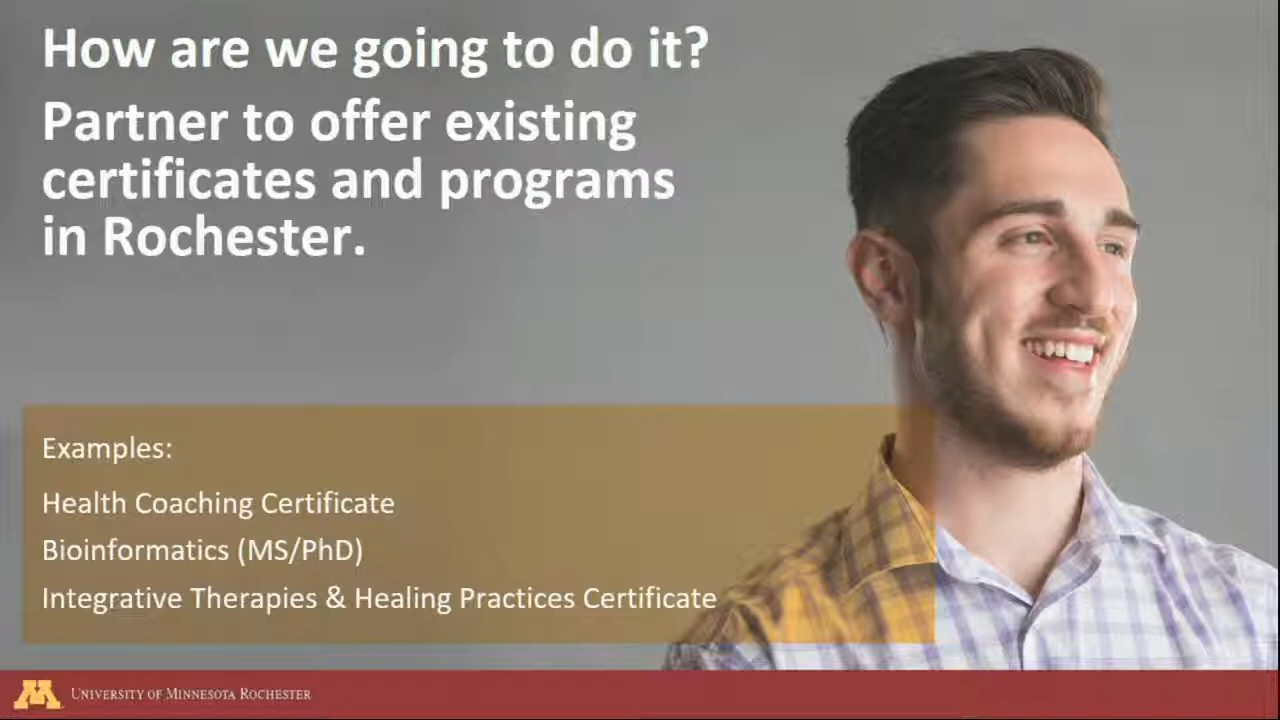 How are we going to do it?
Partner to offer existing
certificates and programs
in Rochester.
Examples:
Health Coaching Certificate
Bioinformatics (MS/PhD)
Integrative Therapies & Healing Practices Certificate
M University of Minnesota Rochester